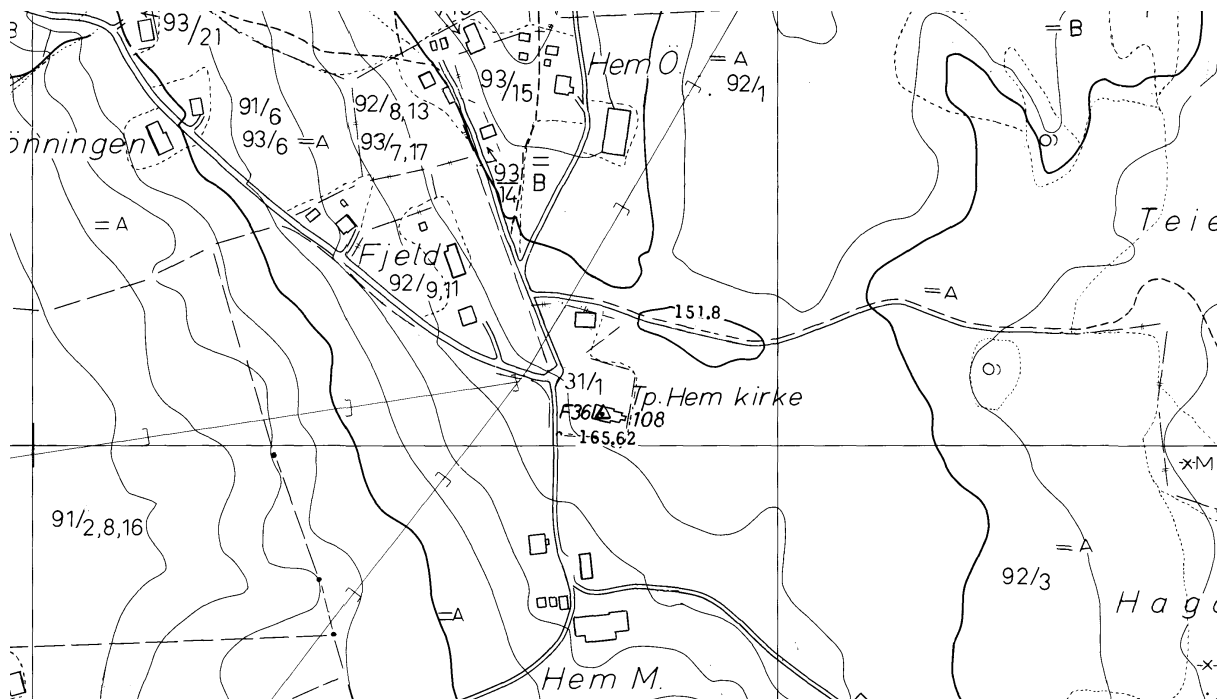 93/21
93/15
Hem O.
= A
92/1
= B
91/6
92/8,13
93/6 = A
93/7,17
önningen
93
14
=
B
= A
Teie
Fjeld
92/9,11
= A
151.8
31/1
Tp. Hem kirke
F36
108
165,62
-x-M
91/2,8,16
= A
92/3
= A
Hag
Hem M.